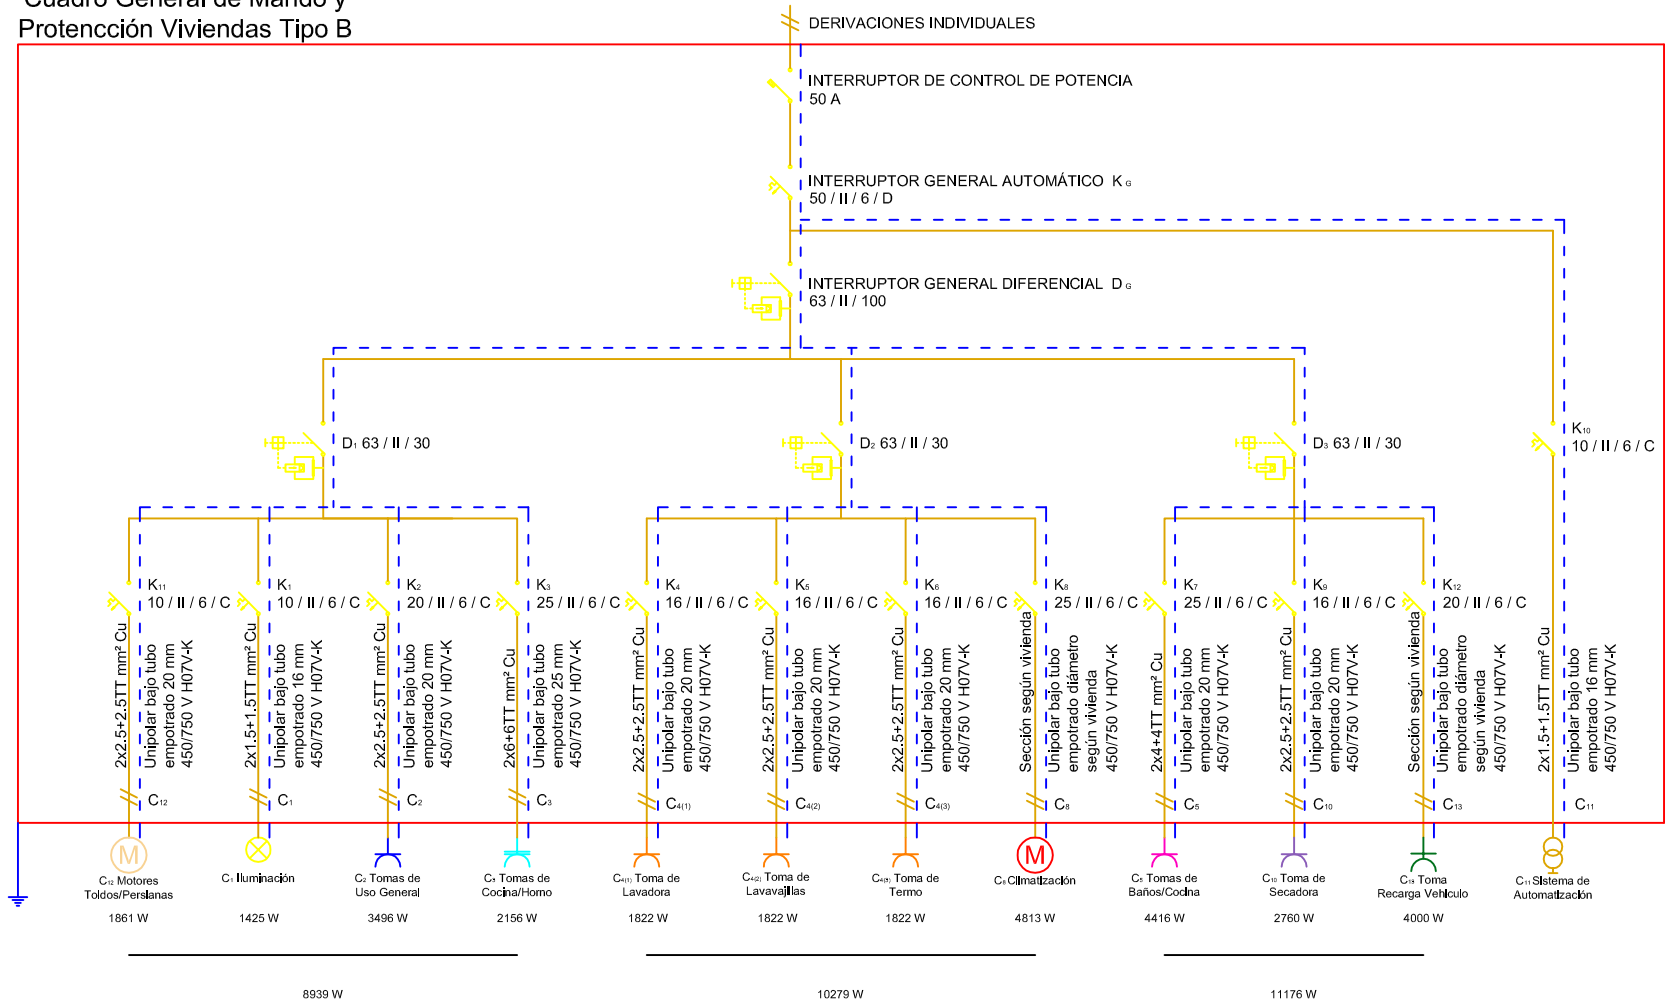 Cuadro General de Mando y
Protencción Viviendas Tipo B
DERIVACIONES INDIVIDUALES
INTERRUPTOR DE CONTROL DE POTENCIA
50 A
INTERRUPTOR GENERAL AUTOMÁTICO K G
50 / II / 6 / D
INTERRUPTOR GENERAL DIFERENCIAL D G
63 / II / 100
D1 63 / II / 30
D2 63 / II / 30
D3 63 / II / 30
K10
10 / II / 6 / C
K11
10 / II / 6 / C
K1
10 / II / 6 / C
K2
20 / II / 6 / C
K3
25 / II / 6 / C
K4
16 / II / 6 / C
K5
16 / II / 6 / C
K6
16 / II / 6 / C
K8
25 / II / 6 / C
K7
25 / II / 6 / C
K9
16 / II / 6 / C
K12
20 / II / 6 / C
2x2.5+2.5TT mm² Cu
Unipolar bajo tubo
empotrado 20 mm
450/750 V H07V-K
2x1.5+1.5TT mm² Cu
Unipolar bajo tubo
empotrado 16 mm
450/750 V H07V-K
2x2.5+2.5TT mm² Cu
Unipolar bajo tubo
empotrado 20 mm
450/750 V H07V-K
2x6+6TT mm² Cu
Unipolar bajo tubo
empotrado 25 mm
450/750 V H07V-K
2x2.5+2.5TT mm² Cu
Unipolar bajo tubo
empotrado 20 mm
450/750 V H07V-K
2x2.5+2.5TT mm² Cu
Unipolar bajo tubo
empotrado 20 mm
450/750 V H07V-K
2x2.5+2.5TT mm² Cu
Unipolar bajo tubo
empotrado 20 mm
450/750 V H07V-K
Sección según vivienda
Unipolar bajo tubo
empotrado diámetro
según vivienda
450/750 V H07V-K
2x4+4TT mm² Cu
Unipolar bajo tubo
empotrado 20 mm
450/750 V H07V-K
2x2.5+2.5TT mm² Cu
Unipolar bajo tubo
empotrado 20 mm
450/750 V H07V-K
Sección según vivienda
Unipolar bajo tubo
empotrado diámetro
según vivienda
450/750 V H07V-K
2x1.5+1.5TT mm² Cu
Unipolar bajo tubo
empotrado 16 mm
450/750 V H07V-K
C12
C1
C2
C3
C4(1)
C4(2)
C4(3)
C8
C5
C10
C13
C11
M
M
C12 Motores
Toldos/Persianas
1861 W
C1 Iluminación
1425 W
C2 Tomas de
Uso General
3496 W
C3 Tomas de
Cocina/Horno
2156 W
C4(1) Toma de
Lavadora
1822 W
C4(2) Toma de
Lavavajillas
1822 W
C4(3) Toma de
Termo
1822 W
C8 Climatización
4813 W
C5 Tomas de
Baños/Cocina
4416 W
C10 Toma de
Secadora
2760 W
C13 Toma
Recarga Vehículo
4000 W
C11 Sistema de
Automatización
8939 W
10279 W
11176 W